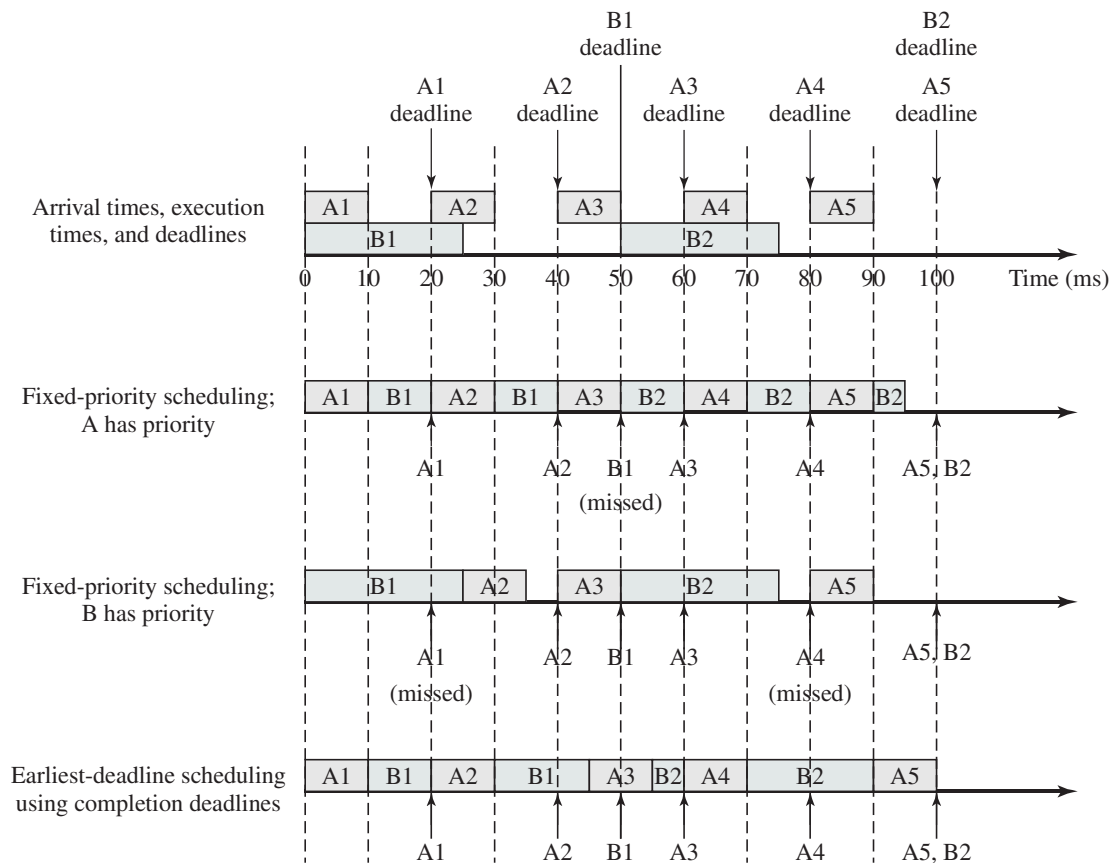 B1
deadline
B2
deadline
A1
deadline
A2
deadline
A3
deadline
A4
deadline
A5
deadline
Arrival times, execution
times, and deadlines
A1 A2 A3 A4 A5
B1 B2
0 10 20 30 40 50 60 70 80 90 100 Time (ms)
Fixed-priority scheduling;
A has priority
A1 B1 A2 B1 A3 B2 A4 B2 A5 B2
A1 A2 B1 A3 A4 A5, B2
(missed)
Fixed-priority scheduling;
B has priority
B1 A2 A3 B2 A5
A1 A2 B1 A3 A4 A5, B2
(missed) (missed)
Earliest-deadline scheduling
using completion deadlines
A1 B1 A2 B1 A3 B2 A4 B2 A5
A1 A2 B1 A3 A4 A5, B2